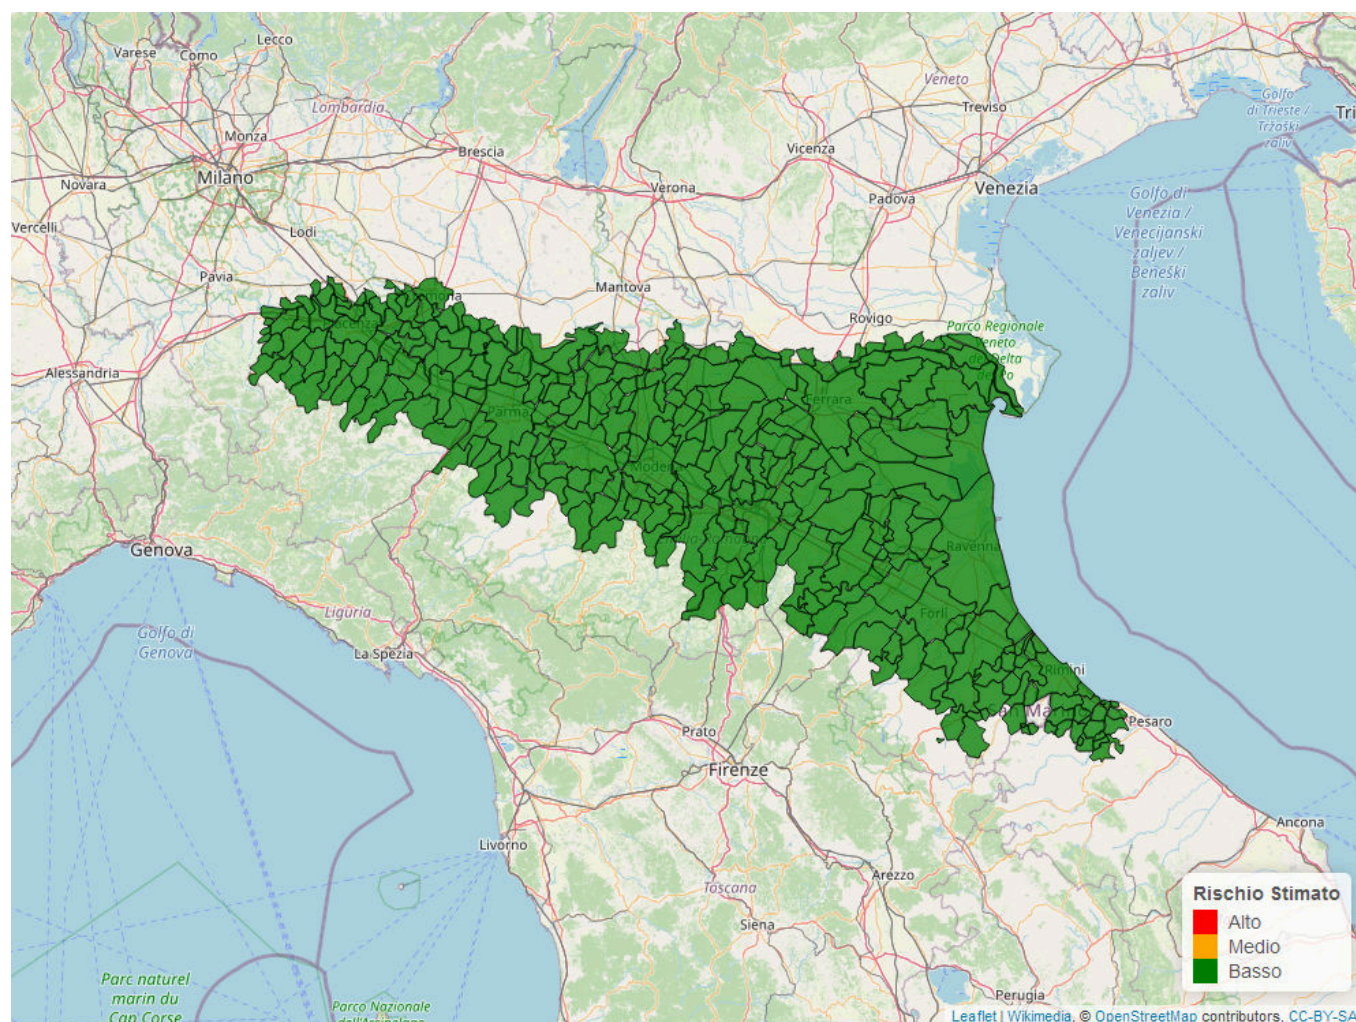 Lecco
Varese
Como
Veneto
Lombardia
Treviso
Golfo
di Trieste /
Tržaški
zaliv
Tri
Monza
Vicenza
Brescia
Milano
Novara
Verona
Venezia
Padova
Golfo di
Venezia /
Venecijanski
zaljev /
Beneški
zaliv
Vercelli
Lodi
Pavia
Mantova
Rovigo
Parco Regionale
Alessandria
Ferrara
Parma
Genova
Ravenna
Forlì
Liguria
Golfo di
Genova
La Spezia
Rimini
Pesaro
Prato
Firenze
Ancona
Livorno
Arezzo
Toscana
Siena
Rischio Stimato
Alto
Medio
Basso
Parc naturel
marin du
Cap Corse
Parco Nazionale
Perugia
Leaflet | Wikimedia, © OpenStreetMap contributors, CC-BY-SA